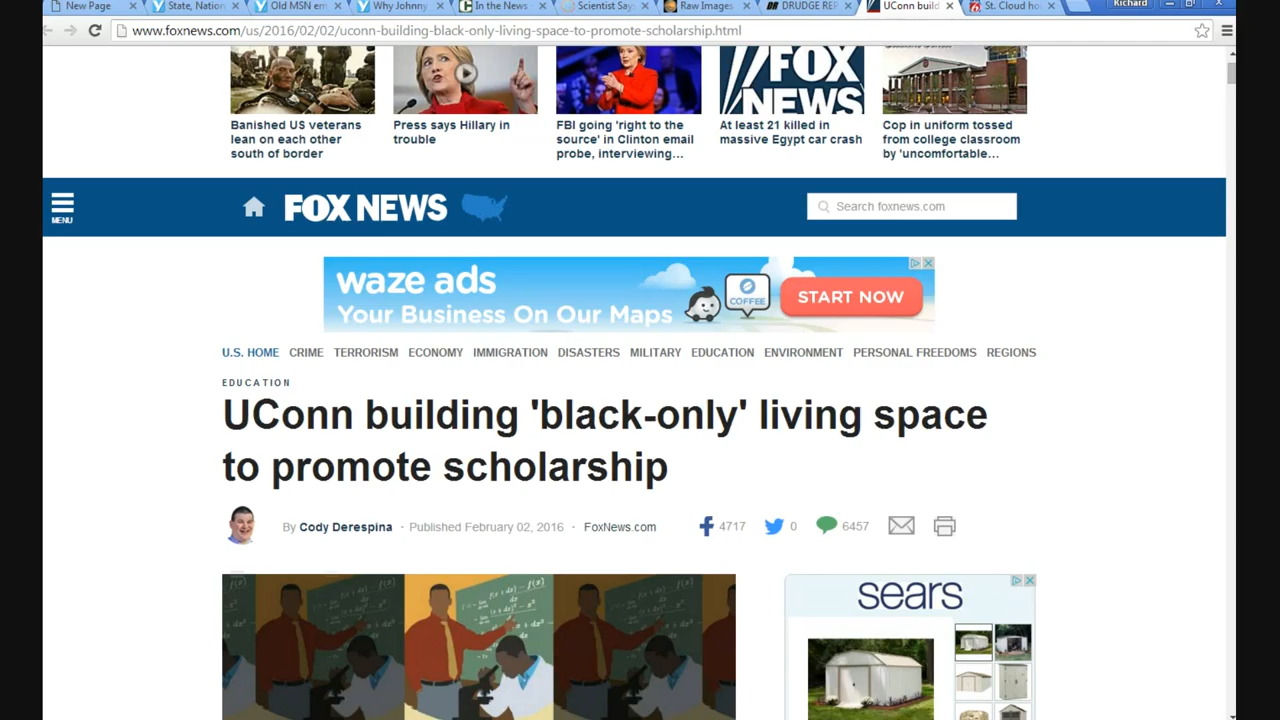 New Page
State, Nation
Old MSN em
Why Johnny
In the News
Scientist Say
Raw Images
DRUDGE REP
UConn build
St. Cloud ho
Richard
www.foxnews.com/us/2016/02/02/uconn-building-black-only-living-space-to-promote-scholarship.html
FOX
NEWS
Banished US veterans
lean on each other
south of border
Press says Hillary in
trouble
FBI going 'right to the
source' in Clinton email
probe, interviewing...
At least 21 killed in
massive Egypt car crash
Cop in uniform tossed
from college classroom
by 'uncomfortable...
MENU
FOX NEWS
Search foxnews.com
waze ads
Your Business On Our Maps
COFFEE
START NOW
U.S. HOME CRIME TERRORISM ECONOMY IMMIGRATION DISASTERS MILITARY EDUCATION ENVIRONMENT PERSONAL FREEDOMS REGIONS
EDUCATION
UConn building 'black-only' living space
to promote scholarship
By Cody Derespina · Published February 02, 2016 · FoxNews.com
4717 0 6457
sears